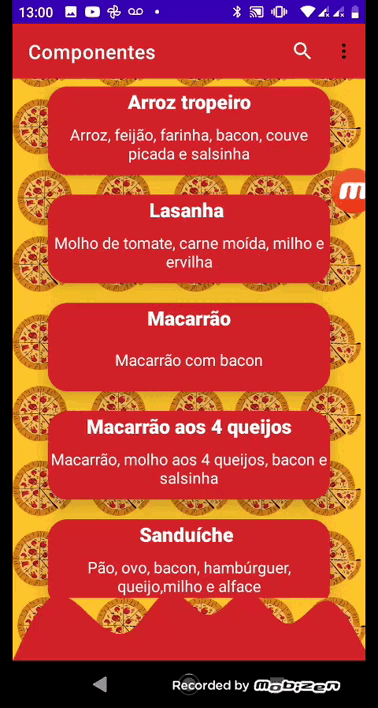 13:00
Componentes
Arroz tropeiro
Arroz, feijão, farinha, bacon, couve
picada e salsinha
m
Lasanha
Molho de tomate, carne moída, milho e
ervilha
Macarrão
Macarrão com bacon
Macarrão aos 4 queijos
Macarrão, molho aos 4 queijos, bacon e
salsinha
Sanduíche
Pão, ovo, bacon, hambúrguer,
queijo,milho e alface
Recorded by mobizen